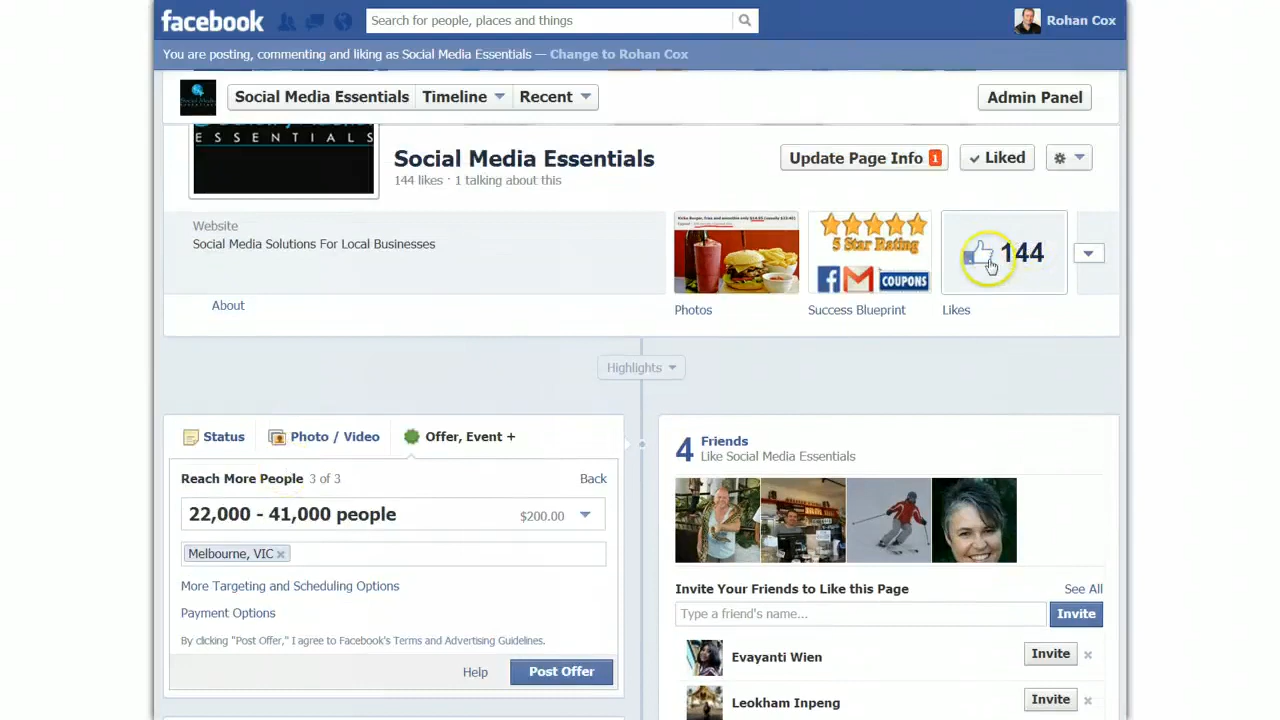 facebook
Search for people, places and things
Rohan Cox
You are posting, commenting and liking as Social Media Essentials — Change to Rohan Cox
Social Media Essentials
Timeline
Recent
Admin Panel
ESSENTIALS
Social Media Essentials
144 likes · 1 talking about this
Update Page Info 1
Liked
Website
Social Media Solutions For Local Businesses
About
5 Star Rating
COUPONS
144
Photos
Success Blueprint
Likes
Highlights
Status
Photo / Video
Offer, Event +
Reach More People 3 of 3
Back
22,000 - 41,000 people
$200.00
Melbourne, VIC
More Targeting and Scheduling Options
Payment Options
By clicking "Post Offer," I agree to Facebook's Terms and Advertising Guidelines.
Help
Post Offer
4 Friends
Like Social Media Essentials
Invite Your Friends to Like this Page
See All
Type a friend's name...
Invite
Evayanti Wien
Invite
Leokham Inpeng
Invite